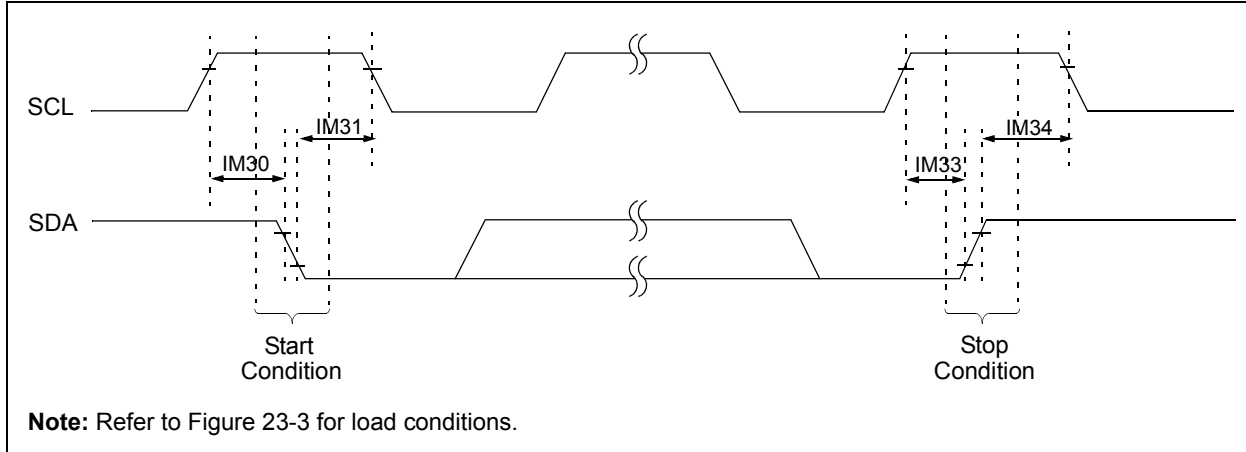 SCL
IM31
IM34
IM30
IM33
SDA
Start
Condition
Stop
Condition
Note: Refer to Figure 23-3 for load conditions.